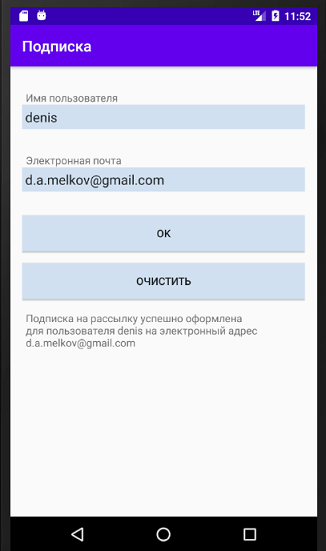 LTE 11:52
Подписка
Имя пользователя
denis
Электронная почта
d.a.melkov@gmail.com
ОК
ОЧИСТИТЬ
Подписка на рассылку успешно оформлена
для пользователя denis на электронный адрес
d.a.melkov@gmail.com